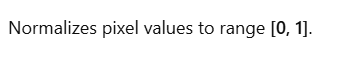 Normalizes pixel values to range [0, 1].